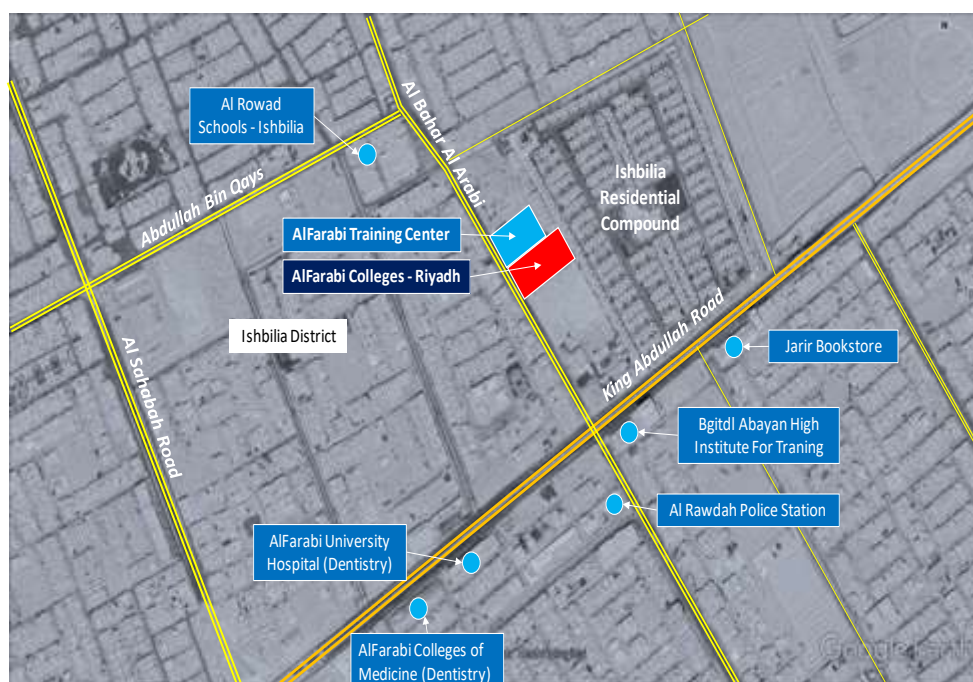 Al Rowad
Schools - Ishbilia
Al Bahar Al Arabi
Abdullah Bin Qays
Ishbilia
Residential
Compound
AlFarabi Training Center
AlFarabi Colleges - Riyadh
Ishbilia District
Al Sahabah Road
King Abdullah Road
Jarir Bookstore
Bgitdl Abayan High
Institute For Traning
Al Rawdah Police Station
AlFarabi University
Hospital (Dentistry)
AlFarabi Colleges of
Medicine (Dentistry)
Google Earth